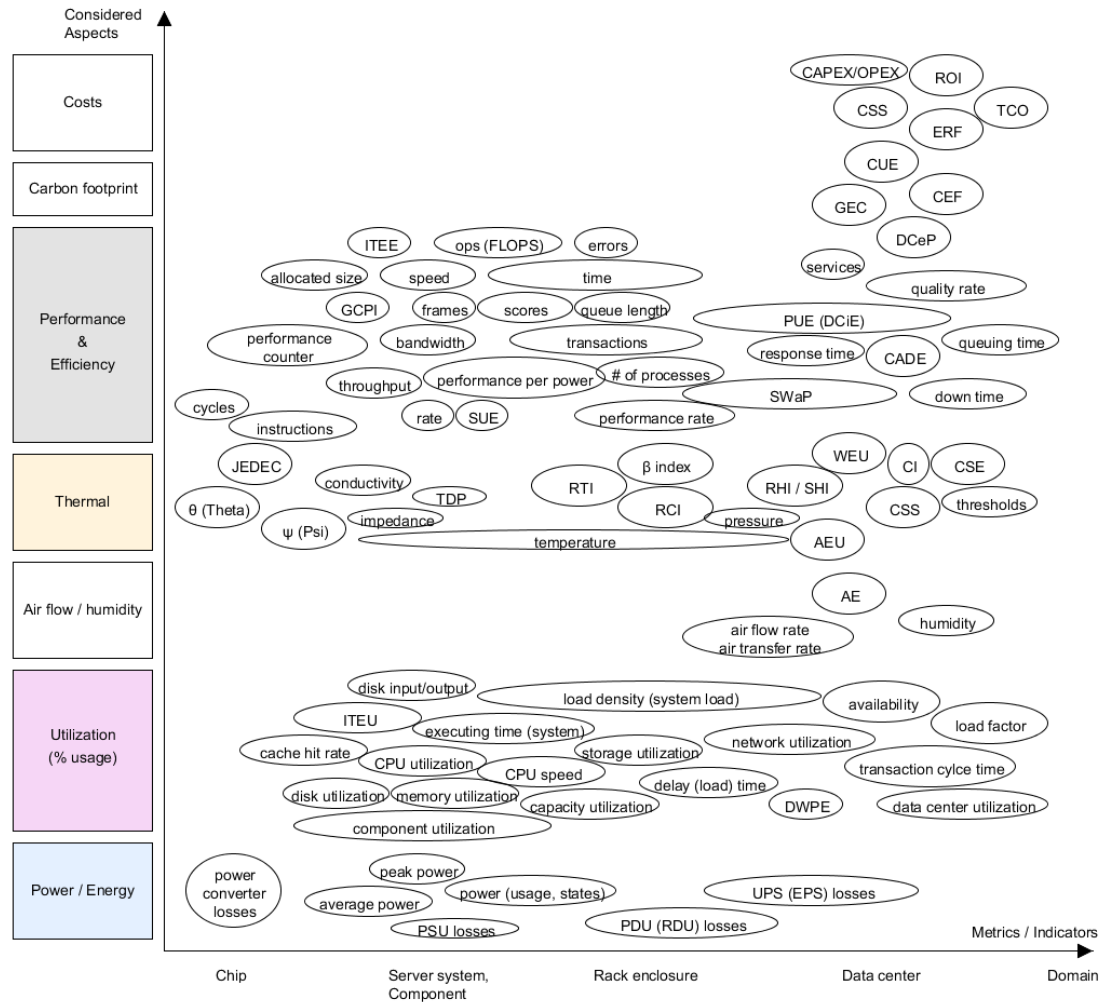 Considered
Aspects
Costs
CAPEX/OPEX
ROI
CSS
TCO
ERF
Carbon footprint
CUE
CEF
GEC
DCeP
Performance
&
Efficiency
ITEE
ops (FLOPS)
errors
services
allocated size
speed
time
quality rate
GCPI
frames
scores
queue length
PUE (DCiE)
performance
counter
bandwidth
transactions
response time
CADE
queuing time
throughput
performance per power
# of processes
SWaP
down time
cycles
instructions
rate
SUE
performance rate
Thermal
JEDEC
conductivity
TDP
RTI
β index
WEU
CI
CSE
RHI / SHI
θ (Theta)
ψ (Psi)
impedance
RCI
pressure
CSS
thresholds
temperature
AEU
Air flow / humidity
AE
humidity
air flow rate
air transfer rate
Utilization
(% usage)
disk input/output
load density (system load)
availability
ITEU
executing time (system)
load factor
cache hit rate
CPU utilization
storage utilization
network utilization
CPU speed
transaction cylce time
disk utilization
memory utilization
delay (load) time
capacity utilization
DWPE
data center utilization
component utilization
Power / Energy
power
converter
losses
peak power
power (usage, states)
UPS (EPS) losses
average power
PSU losses
PDU (RDU) losses
Metrics / Indicators
Chip
Server system,
Component
Rack enclosure
Data center
Domain